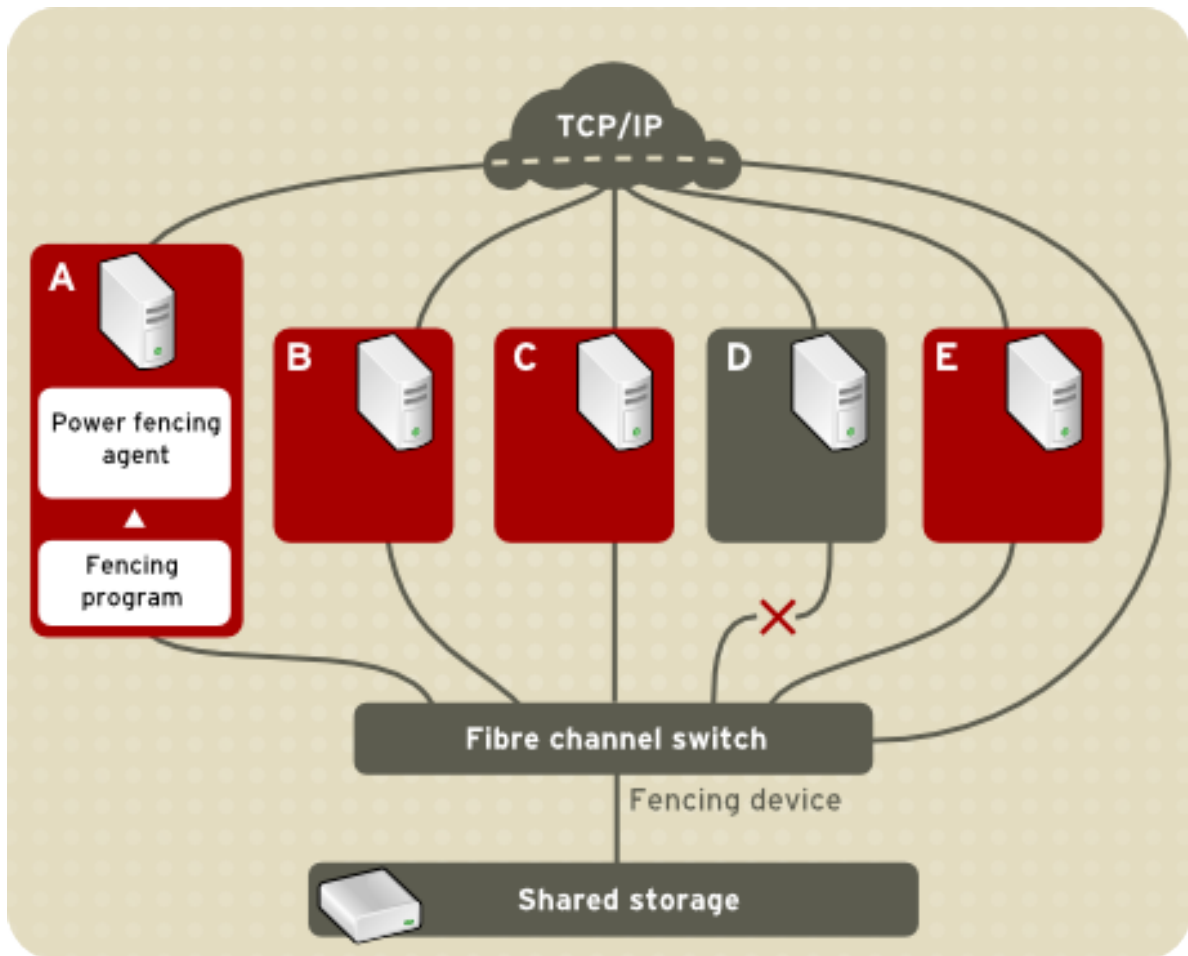 TCP/IP
A
B
C
D
E
Power fencing
agent
Fencing
program
Fibre channel switch
Fencing device
Shared storage